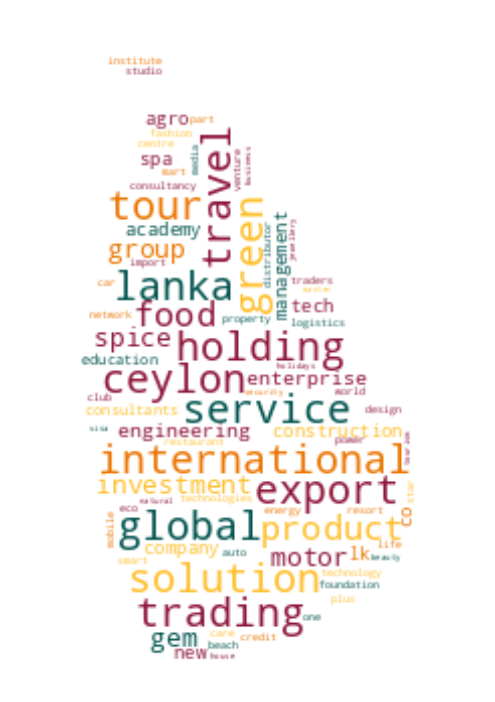 institute
studio
agro part
fashion
centre
media
spa
mart
travel
venture
business
consultancy
tour
green
academy
group
management
distributor
jewellery
import
lanka
car
traders
network
food
property
tech
logistics
spice
holding
education
holidays
ceylon
enterprise
security
world
club
consultants
service
design
visa
engineering
construction
restaurant
power
tourism
international
investment
export
star
natural
technologies
eco
energy
resort
co
mobile
global
product
company
auto
motor
lk
life
beauty
smart
solution
technology
foundation
plus
trading
one
gem
care
credit
beach
new
house